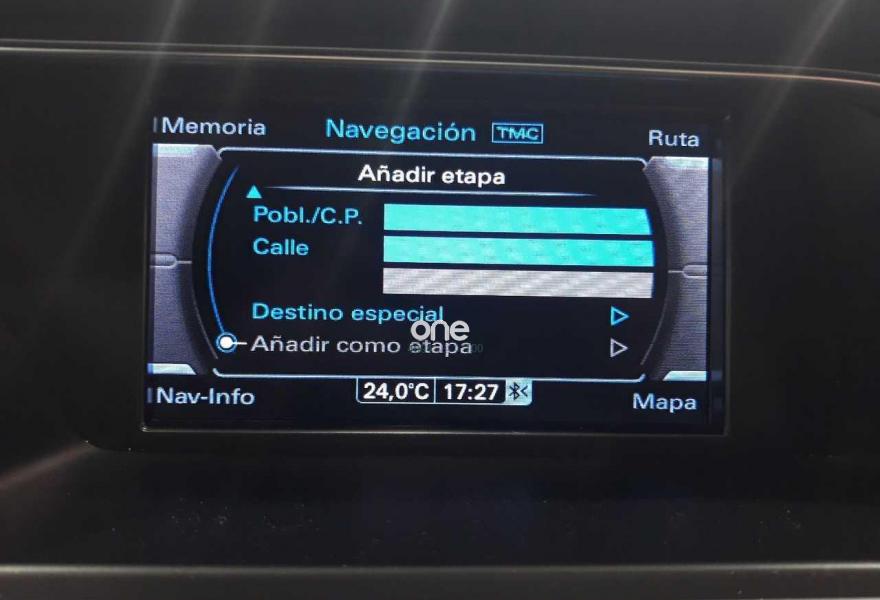 Memoria
Navegación TMC
Ruta
Añadir etapa
Pobl./C.P.
Calle
Destino especial
one
Añadir como etapa
24,0°C 17:27
Nav-Info
Mapa